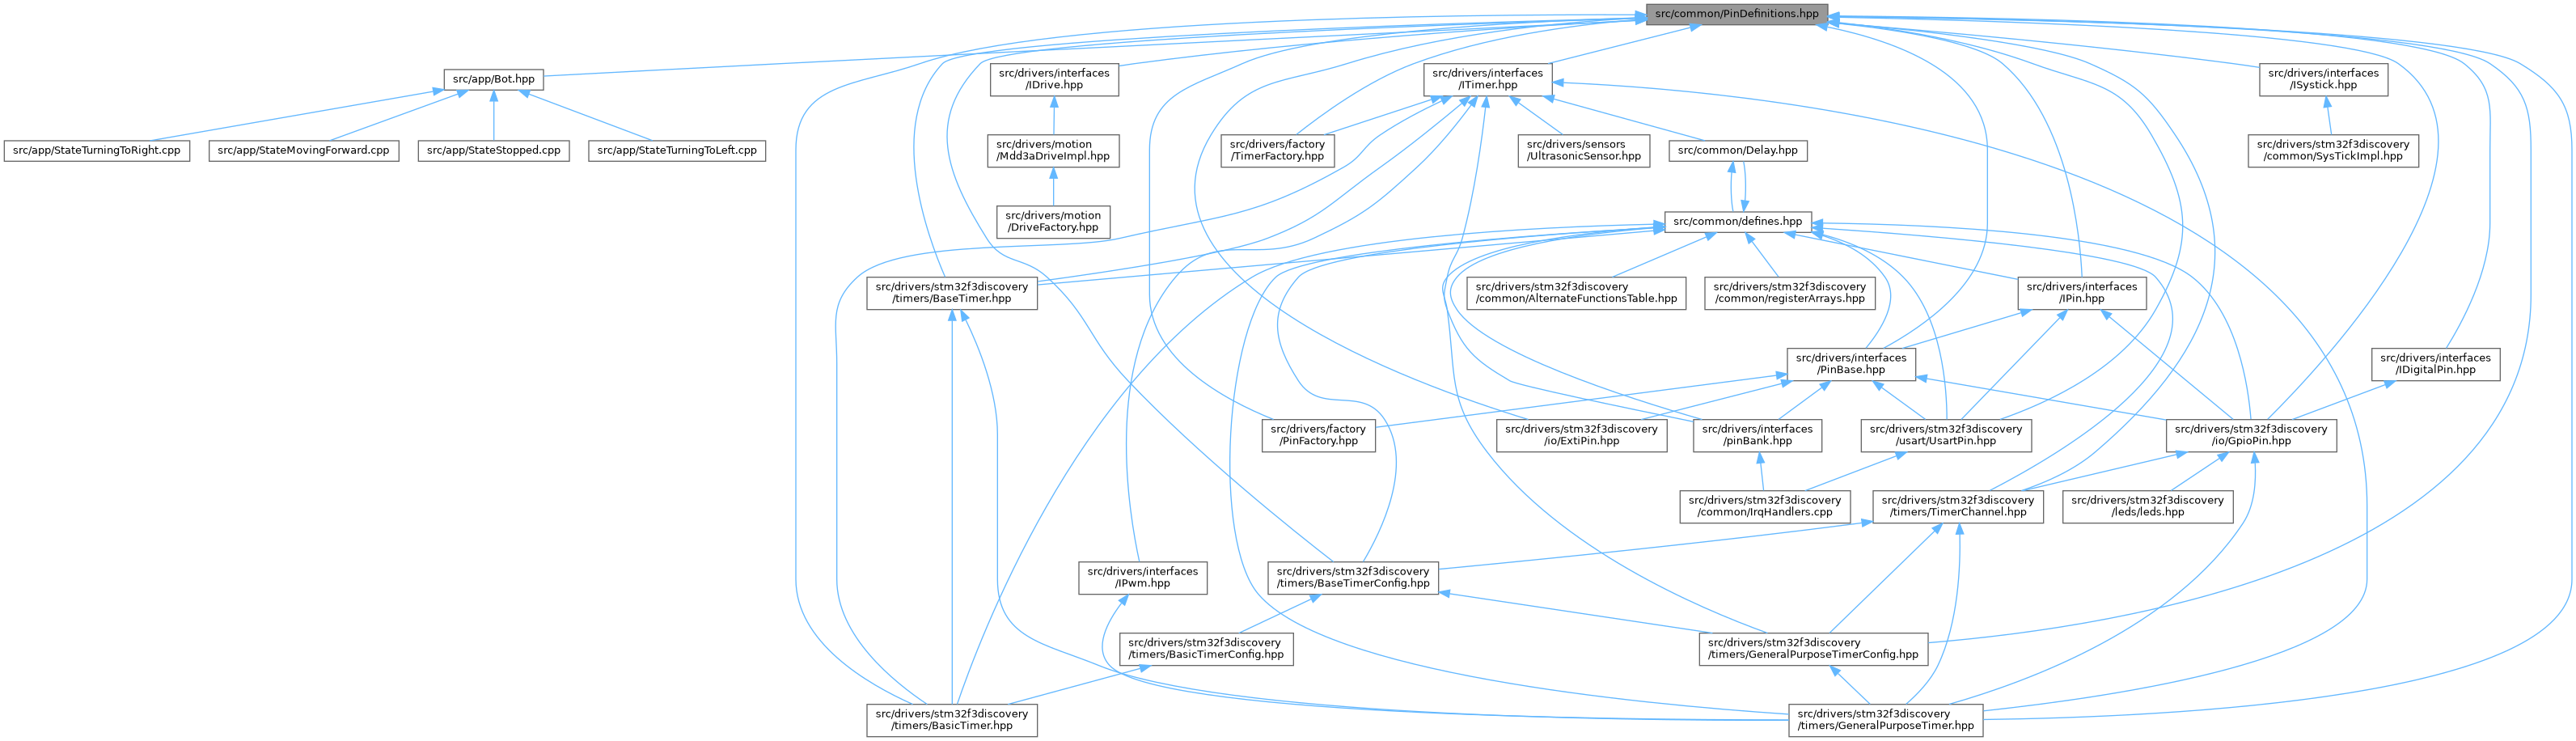 src/common/PinDefinitions.hpp
src/app/Bot.hpp
src/drivers/interfaces
/IDrive.hpp
src/drivers/interfaces
/ITimer.hpp
src/drivers/interfaces
/ISystick.hpp
src/app/StateTurningToRight.cpp
src/app/StateMovingForward.cpp
src/app/StateStopped.cpp
src/app/StateTurningToLeft.cpp
src/drivers/motion
/Mdd3aDriveImpl.hpp
src/drivers/factory
/TimerFactory.hpp
src/drivers/sensors
/UltrasonicSensor.hpp
src/common/Delay.hpp
src/drivers/stm32f3discovery
/common/SysTickImpl.hpp
src/drivers/motion
/DriveFactory.hpp
src/common/defines.hpp
src/drivers/stm32f3discovery
/timers/BaseTimer.hpp
src/drivers/stm32f3discovery
/common/AlternateFunctionsTable.hpp
src/drivers/stm32f3discovery
/common/registerArrays.hpp
src/drivers/interfaces
/IPin.hpp
src/drivers/interfaces
/PinBase.hpp
src/drivers/interfaces
/IDigitalPin.hpp
src/drivers/factory
/PinFactory.hpp
src/drivers/stm32f3discovery
/io/ExtiPin.hpp
src/drivers/interfaces
/pinBank.hpp
src/drivers/stm32f3discovery
/usart/UsartPin.hpp
src/drivers/stm32f3discovery
/io/GpioPin.hpp
src/drivers/stm32f3discovery
/common/IrqHandlers.cpp
src/drivers/stm32f3discovery
/timers/TimerChannel.hpp
src/drivers/stm32f3discovery
/leds/leds.hpp
src/drivers/interfaces
/IPwm.hpp
src/drivers/stm32f3discovery
/timers/BaseTimerConfig.hpp
src/drivers/stm32f3discovery
/timers/BasicTimerConfig.hpp
src/drivers/stm32f3discovery
/timers/GeneralPurposeTimerConfig.hpp
src/drivers/stm32f3discovery
/timers/BasicTimer.hpp
src/drivers/stm32f3discovery
/timers/GeneralPurposeTimer.hpp